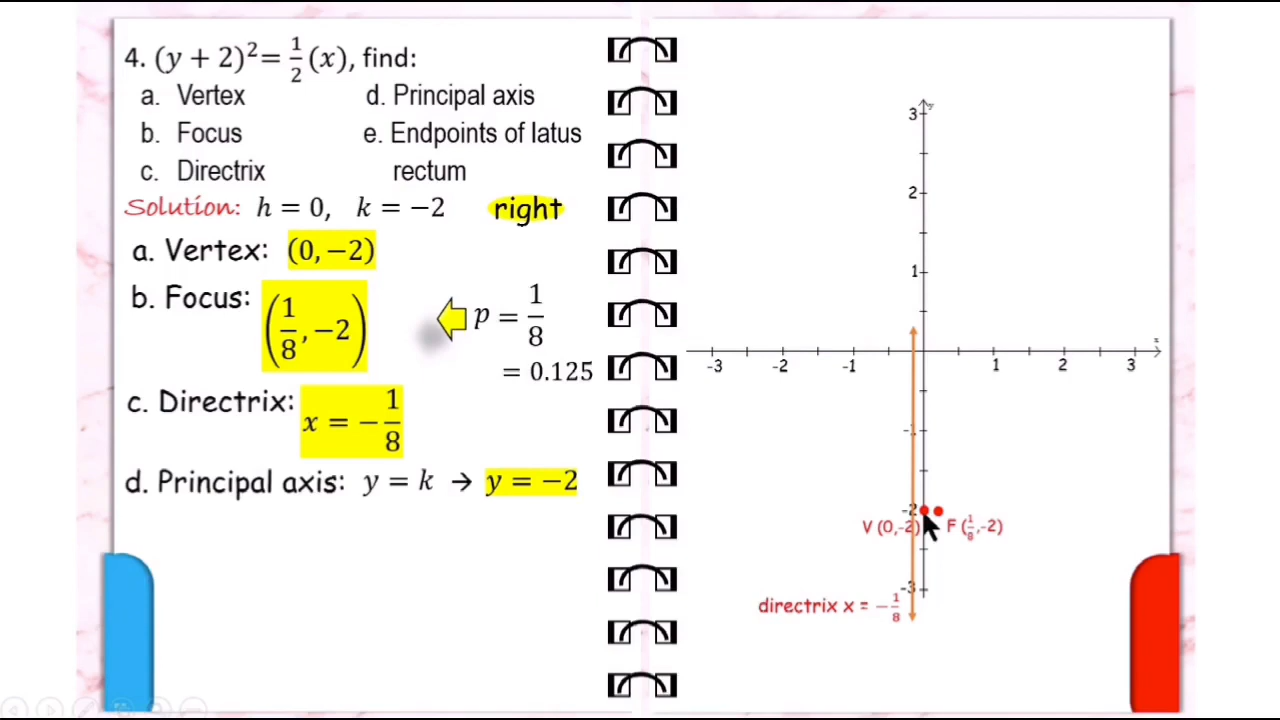 4. (y + 2)² = 1/2 (x), find:
a. Vertex d. Principal axis
b. Focus e. Endpoints of latus
c. Directrix rectum
Solution: h = 0, k = −2 right
a. Vertex: (0, −2)
b. Focus: (1/8, −2) p = 1/8
= 0.125
c. Directrix: x = −1/8
d. Principal axis: y = k → y = −2
y
3
2
1
x
-3 -2 -1 1 2 3
-1
-2
V (0,-2) F (1/8,-2)
-3
directrix x = −1/8